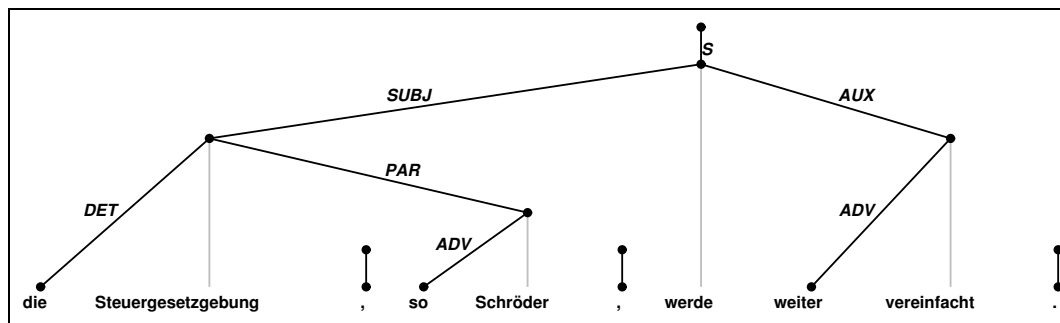 S
SUBJ AUX
PAR
DET ADV ADV
die Steuergesetzgebung , so Schröder , werde weiter vereinfacht .